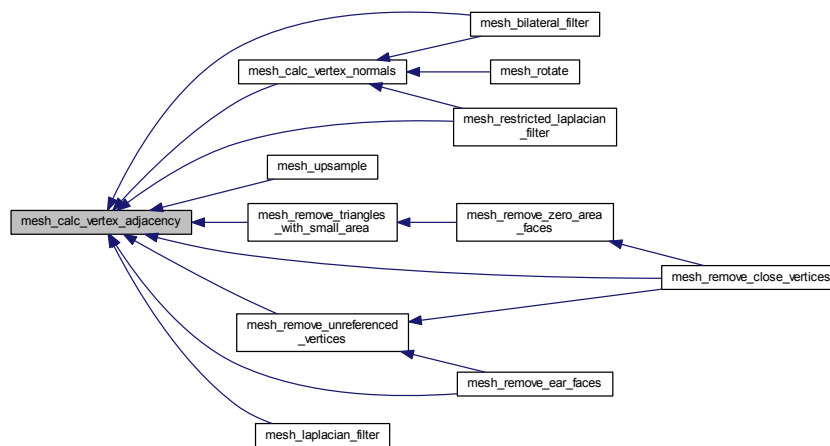 mesh_bilateral_filter
mesh_calc_vertex_normals
mesh_rotate
mesh_restricted_laplacian
_filter
mesh_upsample
mesh_calc_vertex_adjacency
mesh_remove_triangles
_with_small_area
mesh_remove_zero_area
_faces
mesh_remove_close_vertices
mesh_remove_unreferenced
_vertices
mesh_remove_ear_faces
mesh_laplacian_filter